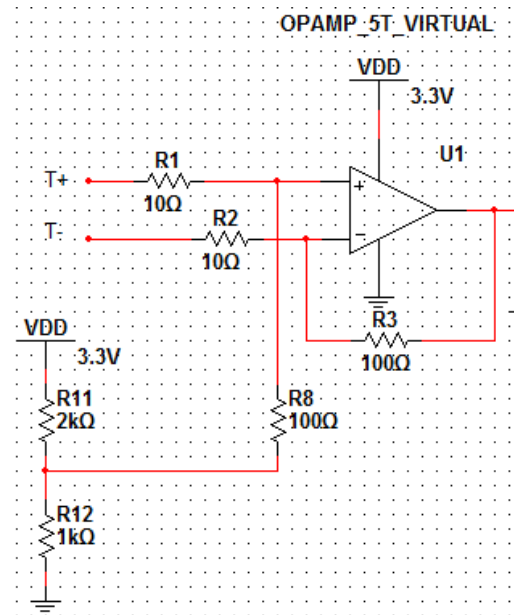 OPAMP_5T_VIRTUAL
VDD
3.3V
U1
R1
T+
10Ω
R2
T-
10Ω
+
−
R3
100Ω
VDD
3.3V
R11
2kΩ
R8
100Ω
R12
1kΩ